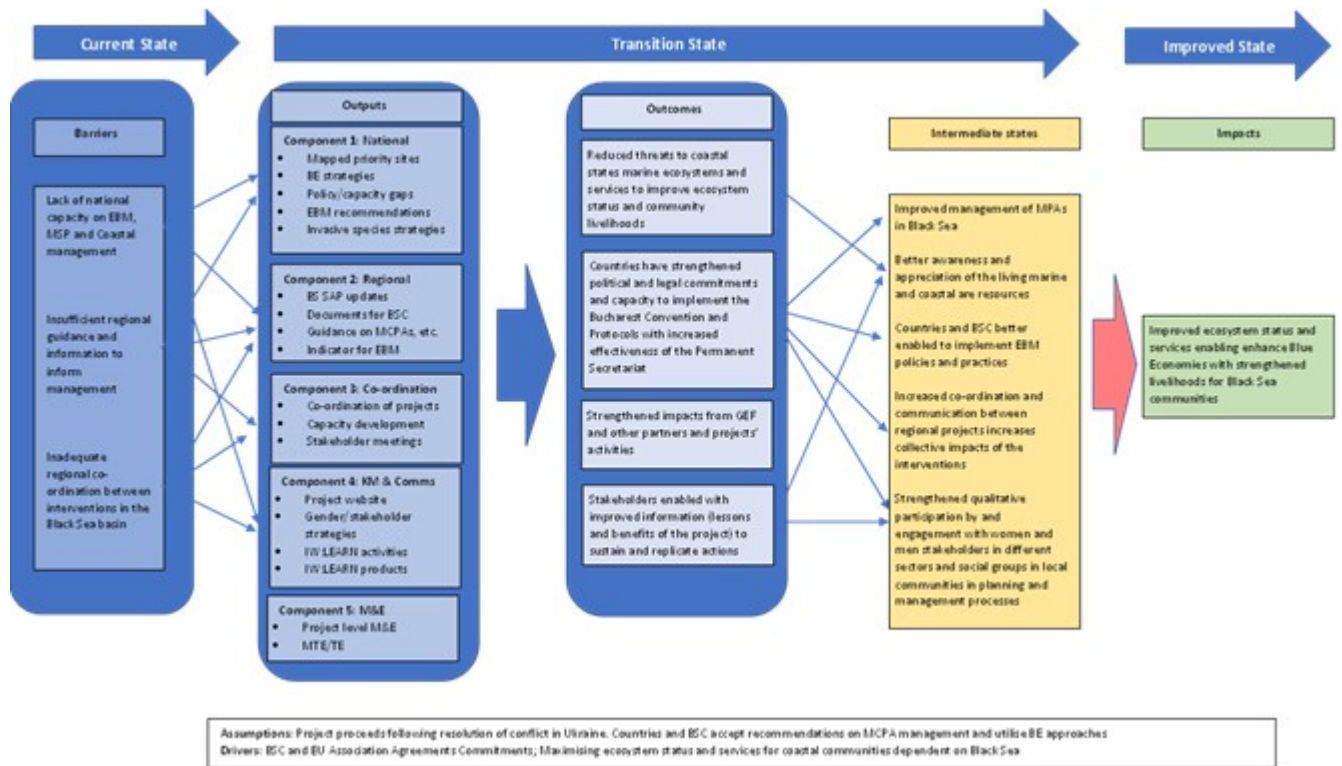 Current State
Transition State
Improved State
Barriers
Lack of national
capacity on EBM,
MSP and Coastal
management
Insufficient regional
guidance and
information to
inform management
Inadequate
regional co-
ordination between
interventions in the
Black Sea basin
Outputs
Component 1: National
• Mapped priority sites
• BE strategies
• Policy/capacity gaps
• EBM recommendations
• Invasive species strategies
Component 2: Regional
• BS SAP updates
• Documents for BSC
• Guidance on MCPAs, etc.
• Indicator for EBM
Component 3: Co-ordination
• Co-ordination of projects
• Capacity development
• Stakeholder meetings
Component 4: KM & Comms
• Project website
• Gender/stakeholder
strategies
• IW:LEARN activities
• IW:LEARN products
Component 5: M&E
• Project level M&E
• MTE/TE
Outcomes
Reduced threats to coastal
states marine ecosystems and
services to improve ecosystem
status and community
livelihoods
Countries have strengthened
political and legal commitments
and capacity to implement the
Bucharest Convention and
Protocols with increased
effectiveness of the Permanent
Secretariat
Strengthened impacts from GEF
and other partners and projects'
activities
Stakeholders enabled with
improved information (lessons
and benefits of the project) to
sustain and replicate actions
Intermediate states
Improved management of MPAs
in Black Sea
Better awareness and
appreciation of the living marine
and coastal are resources
Countries and BSC better
enabled to implement EBM
policies and practices
Increased co-ordination and
communication between
regional projects increases
collective impacts of the
interventions
Strengthened qualitative
participation by and
engagement with women and
men stakeholders in different
sectors and social groups in local
communities in planning and
management processes
Impacts
Improved ecosystem status and
services enabling enhance Blue
Economies with strengthened
livelihoods for Black Sea
communities
Assumptions: Project proceeds following resolution of conflict in Ukraine. Countries and BSC accept recommendations on MCPA management and utilise BE approaches
Drivers: BSC and EU Association Agreements Commitments; Maximising ecosystem status and services for coastal communities dependent on Black Sea